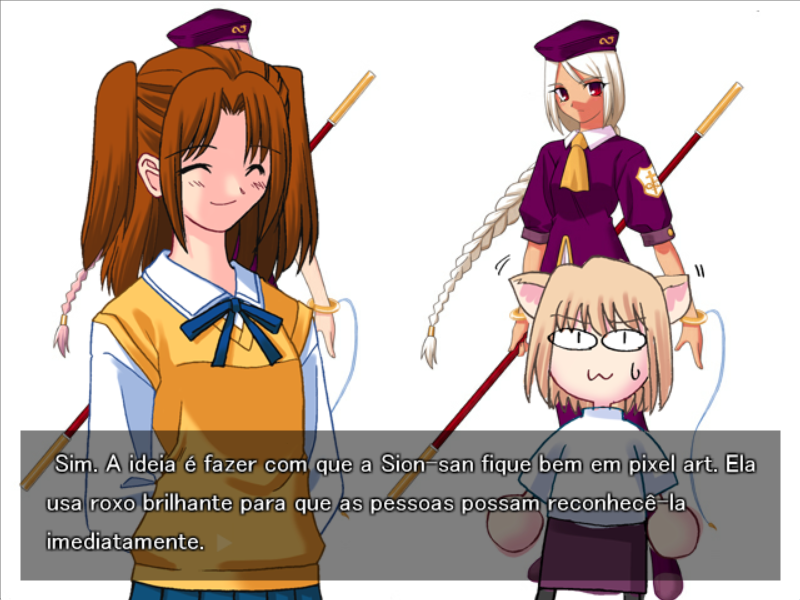 Sim. A ideia é fazer com que a Sion-san fique bem em pixel art. Ela
usa roxo brilhante para que as pessoas possam reconhecê-la
imediatamente.